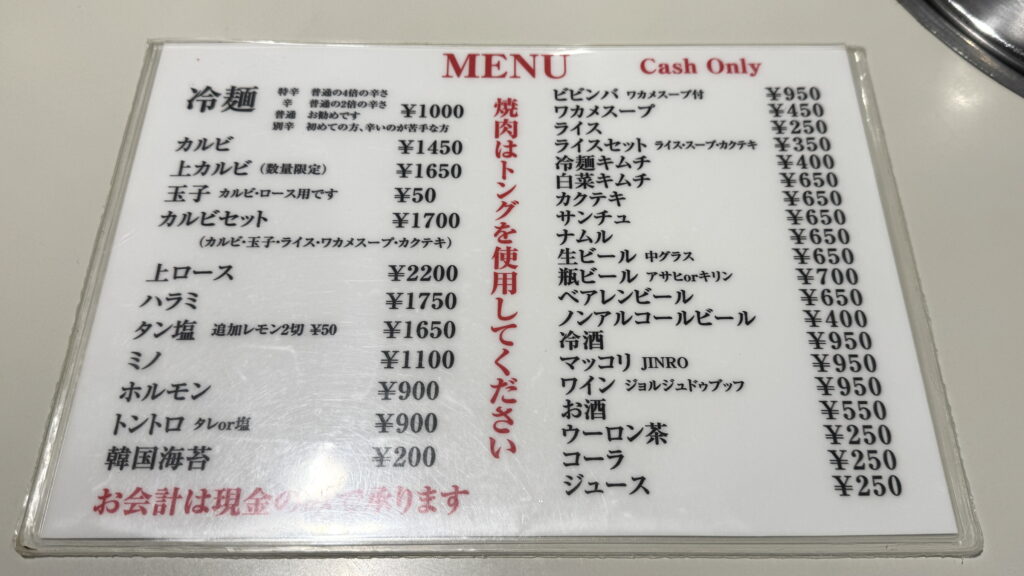 MENU
Cash Only
冷麺 ¥1000
特辛 普通の4倍の辛さ
辛 普通の2倍の辛さ
普通 お勧めです
別辛 初めての方、辛いのが苦手な方
カルビ ¥1450
上カルビ (数量限定) ¥1650
玉子 カルビ・ロース用です ¥50
カルビセット ¥1700
(カルビ・玉子・ライス・ワカメスープ・カクテキ)
上ロース ¥2200
ハラミ ¥1750
タン塩 追加レモン2切 ¥50 ¥1650
ミノ ¥1100
ホルモン ¥900
トントロ タレor塩 ¥900
韓国海苔 ¥200
お会計は現金のみで承ります
焼肉はトングを使用してください
ビビンバ ワカメスープ付 ¥950
ワカメスープ ¥450
ライス ¥250
ライスセット ライス・スープ・カクテキ ¥350
冷麺キムチ ¥400
白菜キムチ ¥650
カクテキ ¥650
サンチュ ¥650
ナムル ¥650
生ビール 中グラス ¥650
瓶ビール アサヒorキリン ¥700
ベアレンビール ¥650
ノンアルコールビール ¥400
冷酒 ¥950
マッコリ JINRO ¥950
ワイン ジョルジュドゥブッフ ¥950
お酒 ¥550
ウーロン茶 ¥250
コーラ ¥250
ジュース ¥250